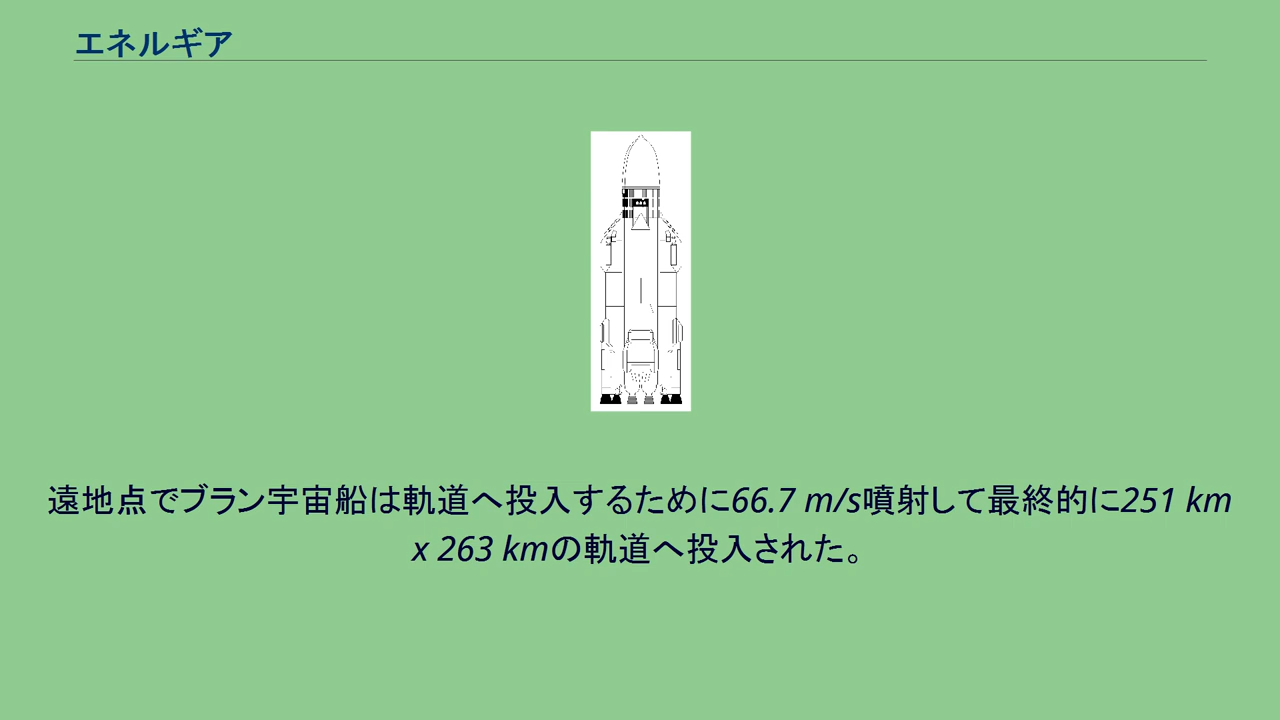 エネルギア
遠地点でブラン宇宙船は軌道へ投入するために66.7 m/s噴射して最終的に251 km
x 263 kmの軌道へ投入された。